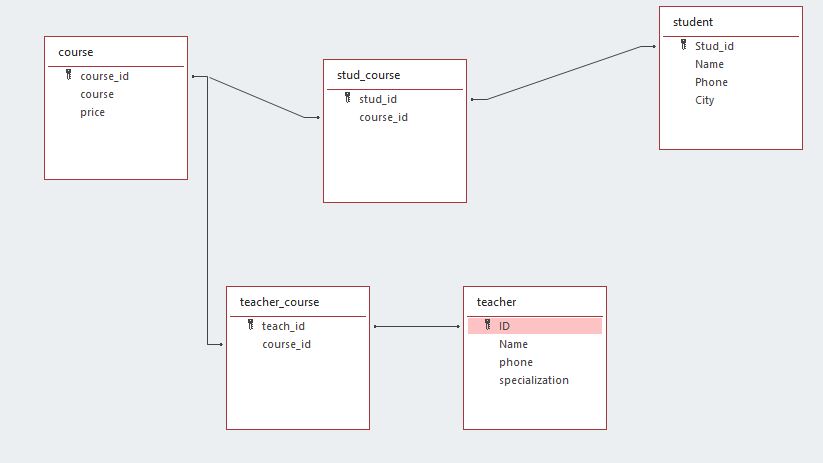 course
course_id
course
price
stud_course
stud_id
course_id
student
Stud_id
Name
Phone
City
teacher_course
teach_id
course_id
teacher
ID
Name
phone
specialization